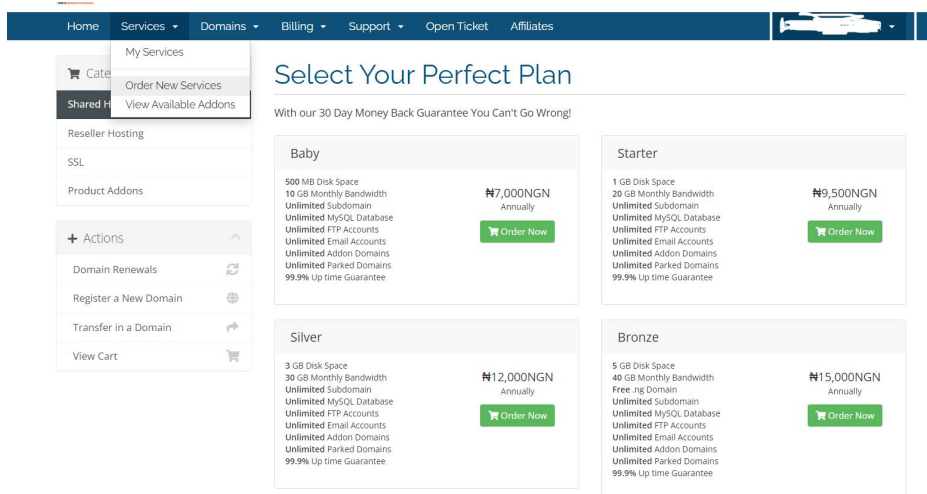 Home Services Domains Billing Support Open Ticket Affiliates
My Services
Order New Services
View Available Addons
Cate
Shared H
Reseller Hosting
SSL
Product Addons
Actions
Domain Renewals
Register a New Domain
Transfer in a Domain
View Cart
Select Your Perfect Plan
With our 30 Day Money Back Guarantee You Can't Go Wrong!
Baby
500 MB Disk Space
10 GB Monthly Bandwidth
Unlimited Subdomain
Unlimited MySQL Database
Unlimited FTP Accounts
Unlimited Email Accounts
Unlimited Addon Domains
Unlimited Parked Domains
99.9% Up time Guarantee
₦7,000NGN
Annually
Order Now
Starter
1 GB Disk Space
20 GB Monthly Bandwidth
Unlimited Subdomain
Unlimited MySQL Database
Unlimited FTP Accounts
Unlimited Email Accounts
Unlimited Addon Domains
Unlimited Parked Domains
99.9% Up time Guarantee
₦9,500NGN
Annually
Order Now
Silver
3 GB Disk Space
30 GB Monthly Bandwidth
Unlimited Subdomain
Unlimited MySQL Database
Unlimited FTP Accounts
Unlimited Email Accounts
Unlimited Addon Domains
Unlimited Parked Domains
99.9% Up time Guarantee
₦12,000NGN
Annually
Order Now
Bronze
5 GB Disk Space
40 GB Monthly Bandwidth
Free .ng Domain
Unlimited Subdomain
Unlimited MySQL Database
Unlimited FTP Accounts
Unlimited Email Accounts
Unlimited Addon Domains
Unlimited Parked Domains
99.9% Up time Guarantee
₦15,000NGN
Annually
Order Now